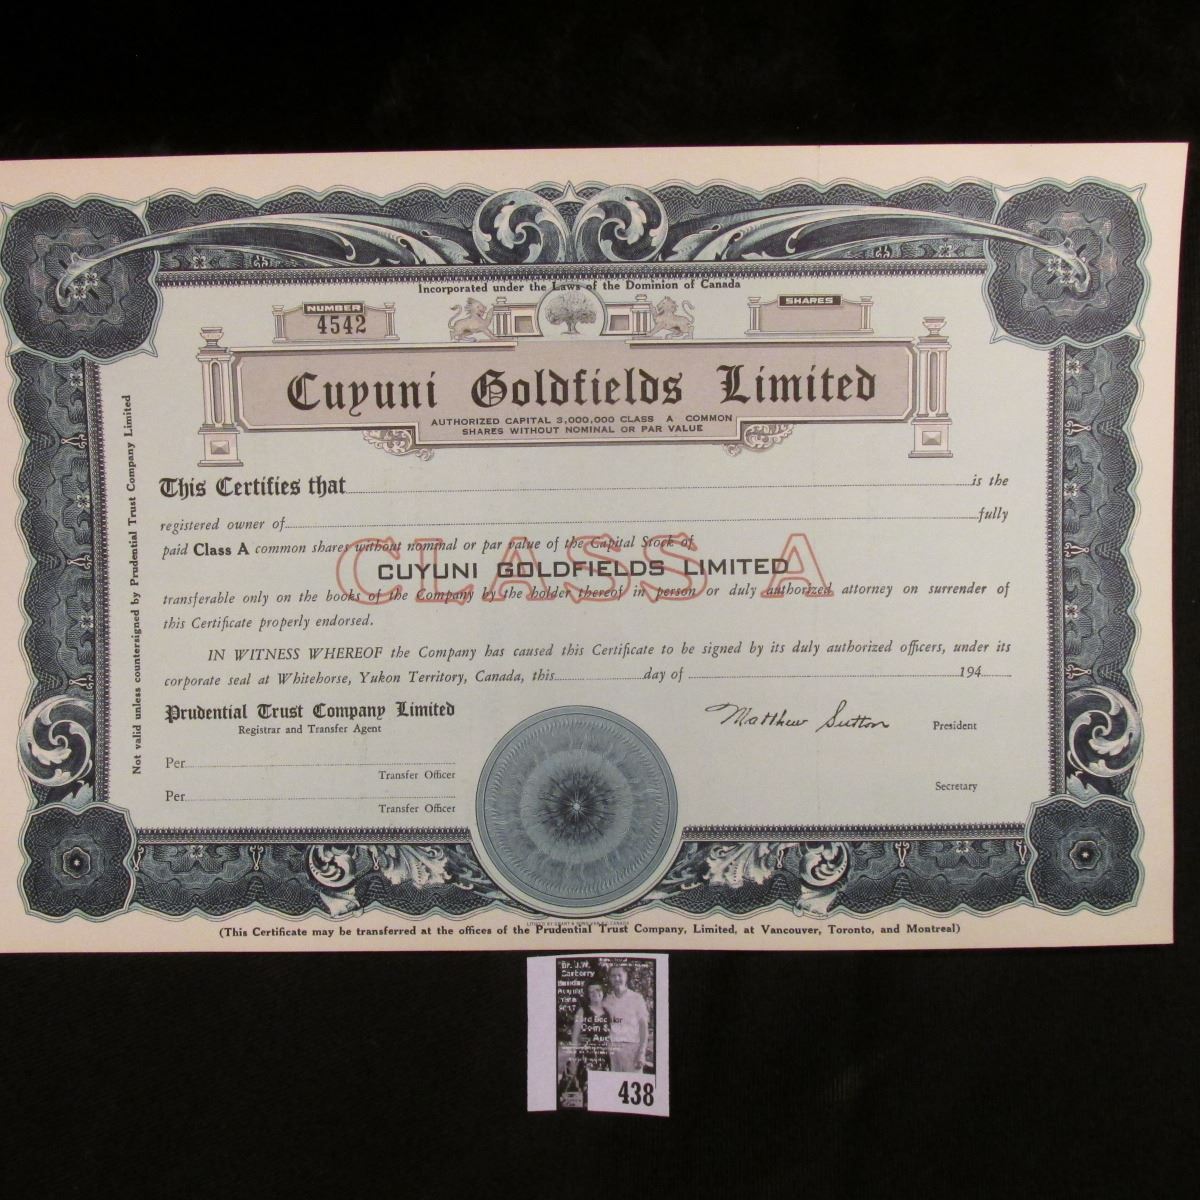 Incorporated under the Laws of the Dominion of Canada
NUMBER
4542
SHARES
Cuyuni Goldfields Limited
AUTHORIZED CAPITAL 3,000,000 CLASS A COMMON
SHARES WITHOUT NOMINAL OR PAR VALUE
This Certifies that is the
registered owner of fully
paid Class A common shares without nominal or par value of the Capital Stock of
CLASS A
CUYUNI GOLDFIELDS LIMITED
transferable only on the books of the Company by the holder thereof in person or duly authorized attorney on surrender of
this Certificate properly endorsed.
IN WITNESS WHEREOF the Company has caused this Certificate to be signed by its duly authorized officers, under its
corporate seal at Whitehorse, Yukon Territory, Canada, this day of 194
Prudential Trust Company Limited
Registrar and Transfer Agent
Per
Transfer Officer
Per
Transfer Officer
Matthew Sutton
President
Secretary
Not valid unless countersigned by Prudential Trust Company Limited
(This Certificate may be transferred at the offices of the Prudential Trust Company, Limited, at Vancouver, Toronto, and Montreal)
Dr. J.W.
Carberry
Sunday
Coin &
438